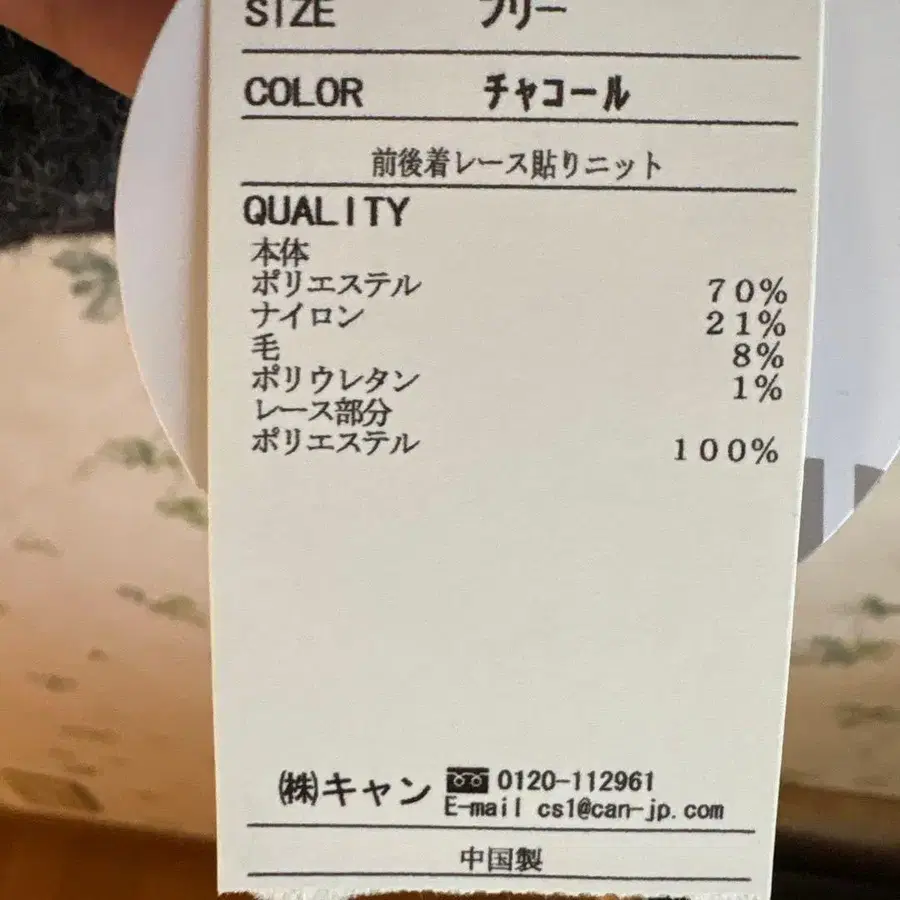 SIZE フリー
COLOR チャコール
前後着レース貼りニット
QUALITY
本体
ポリエステル 70%
ナイロン 21%
毛 8%
ポリウレタン 1%
レース部分
ポリエステル 100%
㈱キャン 0120-112961
E-mail cs1@can-jp.com
中国製